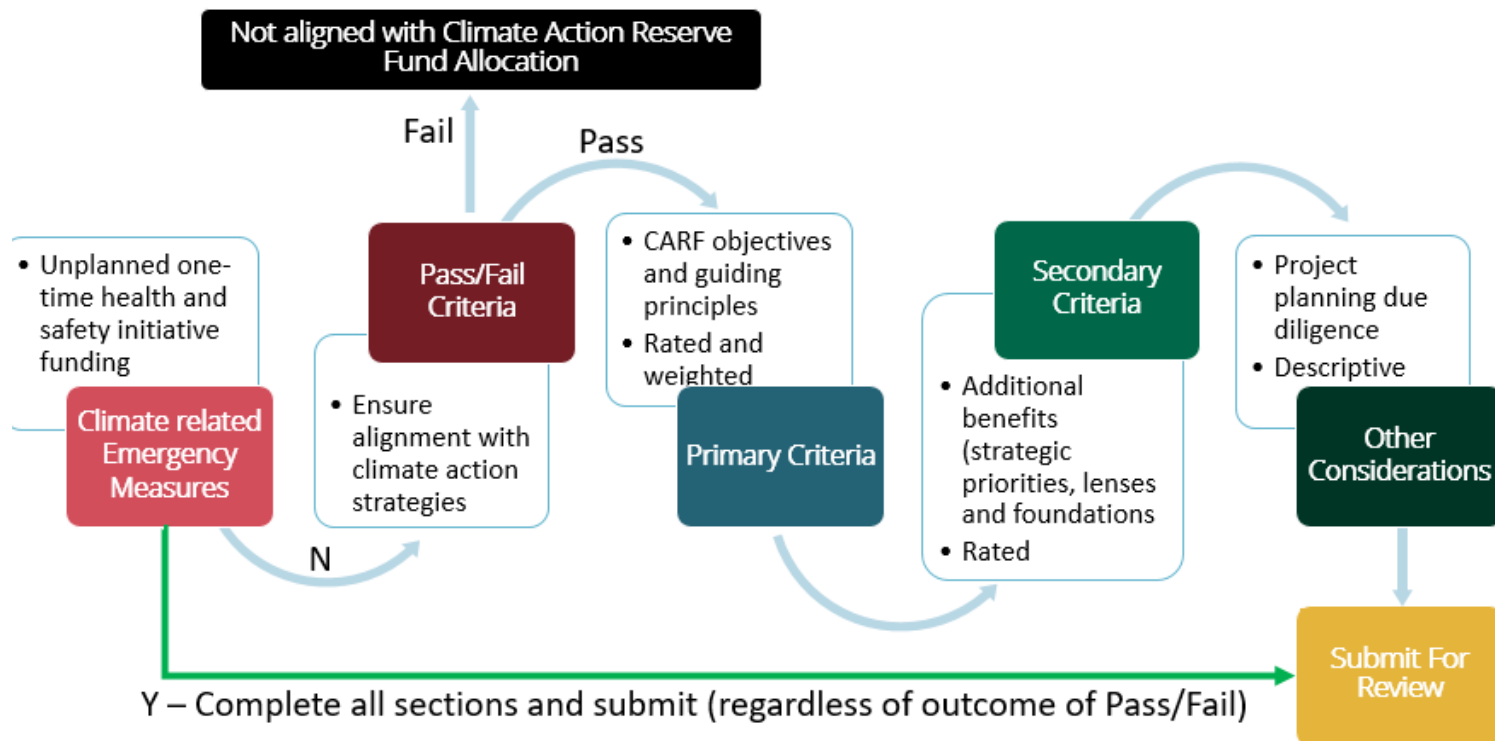 Not aligned with Climate Action Reserve
Fund Allocation
Fail
Pass
• Unplanned one-
time health and
safety initiative
funding
Climate related
Emergency
Measures
N
Pass/Fail
Criteria
• Ensure
alignment with
climate action
strategies
• CARF objectives
and guiding
principles
• Rated and
weighted
Primary Criteria
Secondary
Criteria
• Additional
benefits
(strategic
priorities, lenses
and foundations
• Rated
• Project
planning due
diligence
• Descriptive
Other
Considerations
Submit For
Review
Y – Complete all sections and submit (regardless of outcome of Pass/Fail)